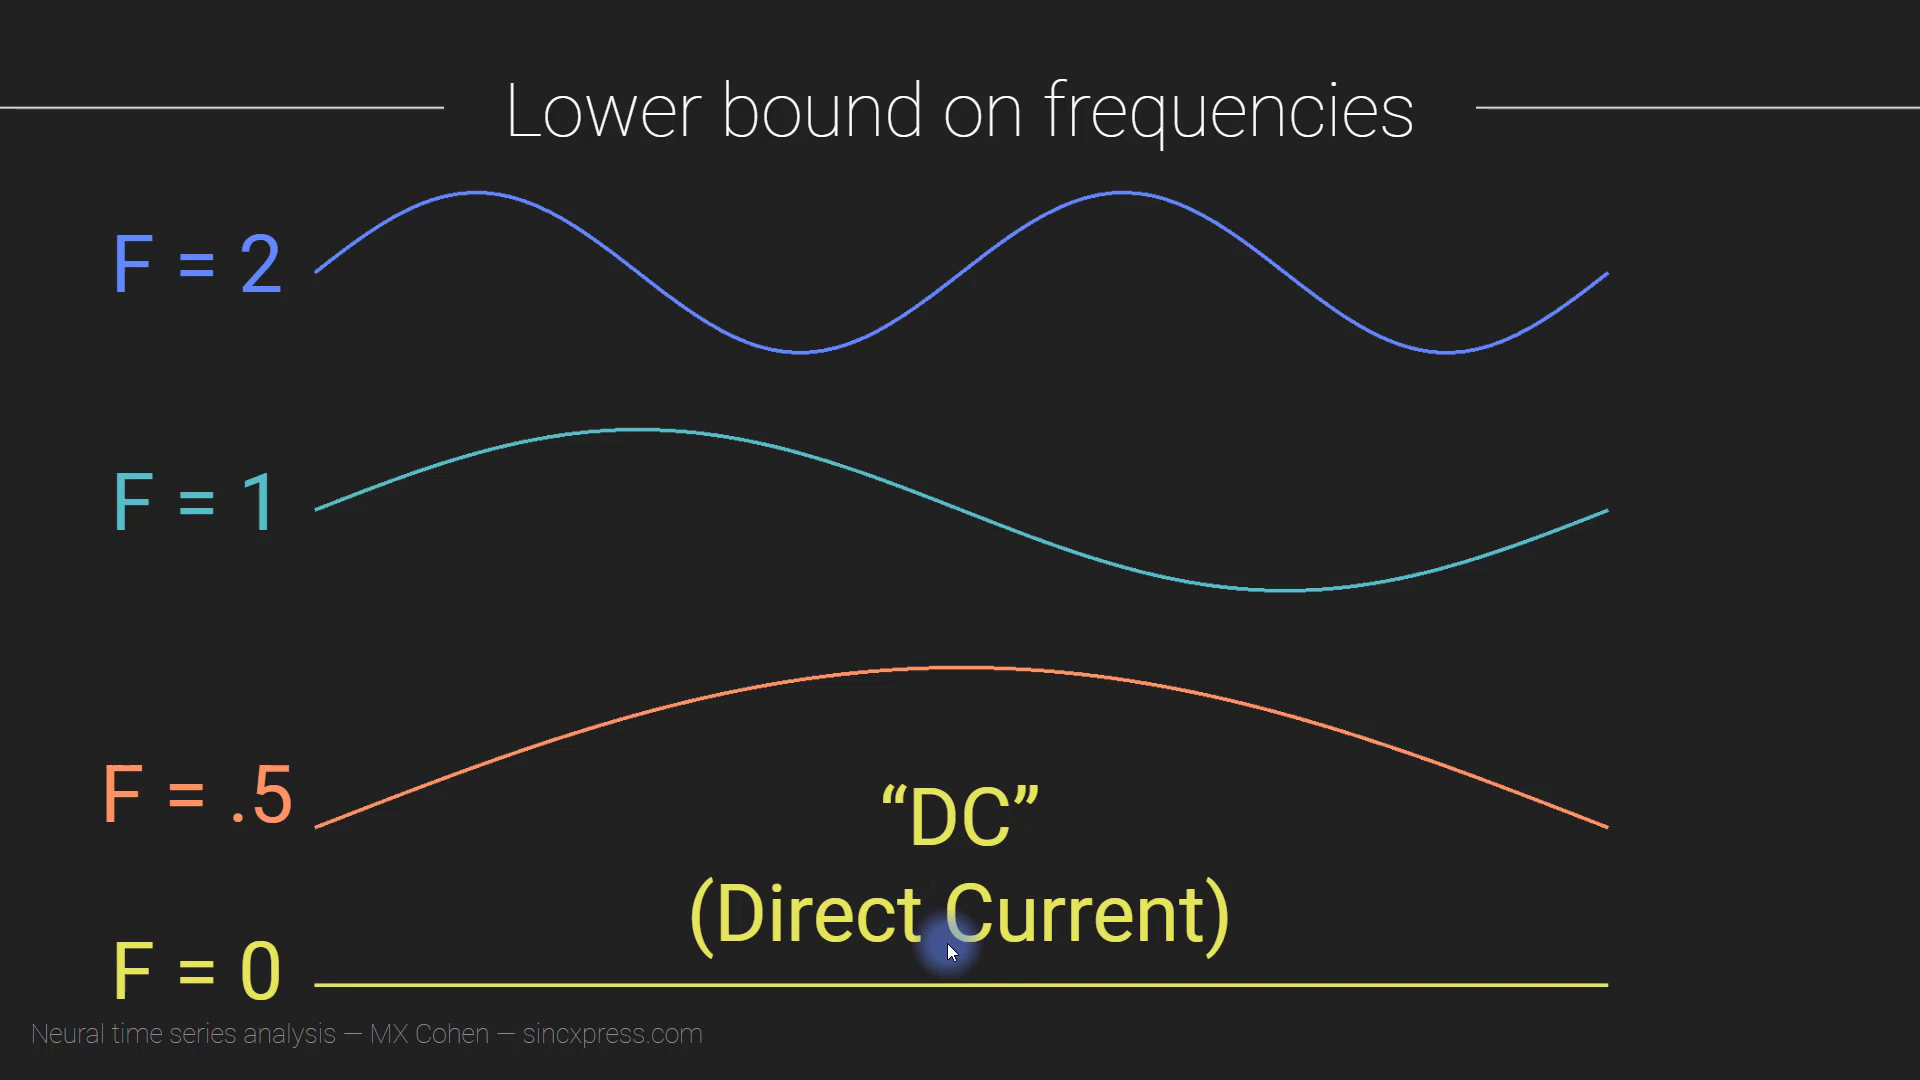 Lower bound on frequencies
F = 2
F = 1
F = .5
“DC”
(Direct Current)
F = 0
Neural time series analysis — MX Cohen — sincxpress.com